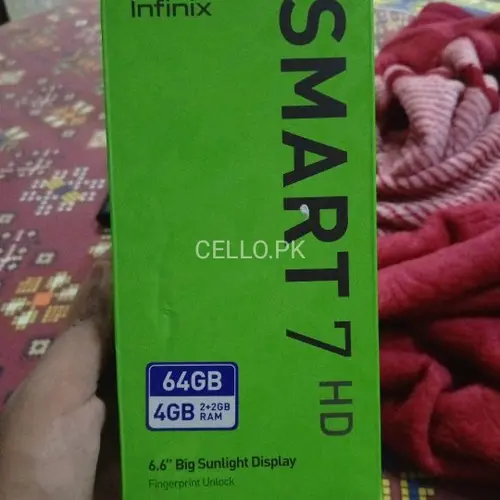 Infinix
SMART 7 HD
CELLO.PK
64GB
4GB 2+2GB RAM
6.6" Big Sunlight Display
Fingerprint Unlock